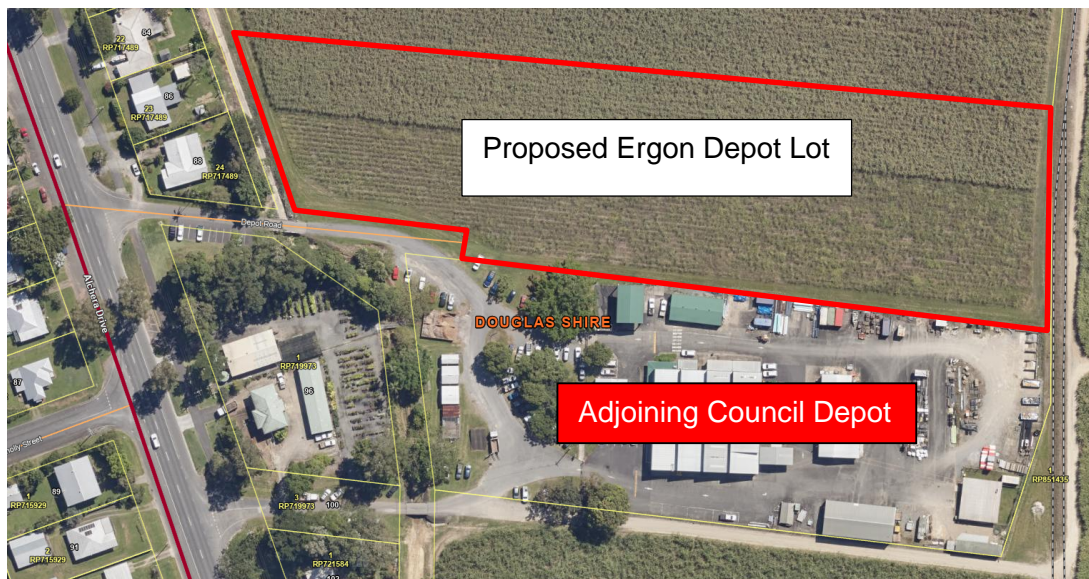 84
22
RP717489
86
23
RP717489
88
24
RP717489
Proposed Ergon Depot Lot
Depot Road
Alchera Drive
DOUGLAS SHIRE
1
RP719973
96
87
Adjoining Council Depot
1
RP851435
1
RP715929
89
3
RP719973
100
2
RP715929
91
1
RP721584